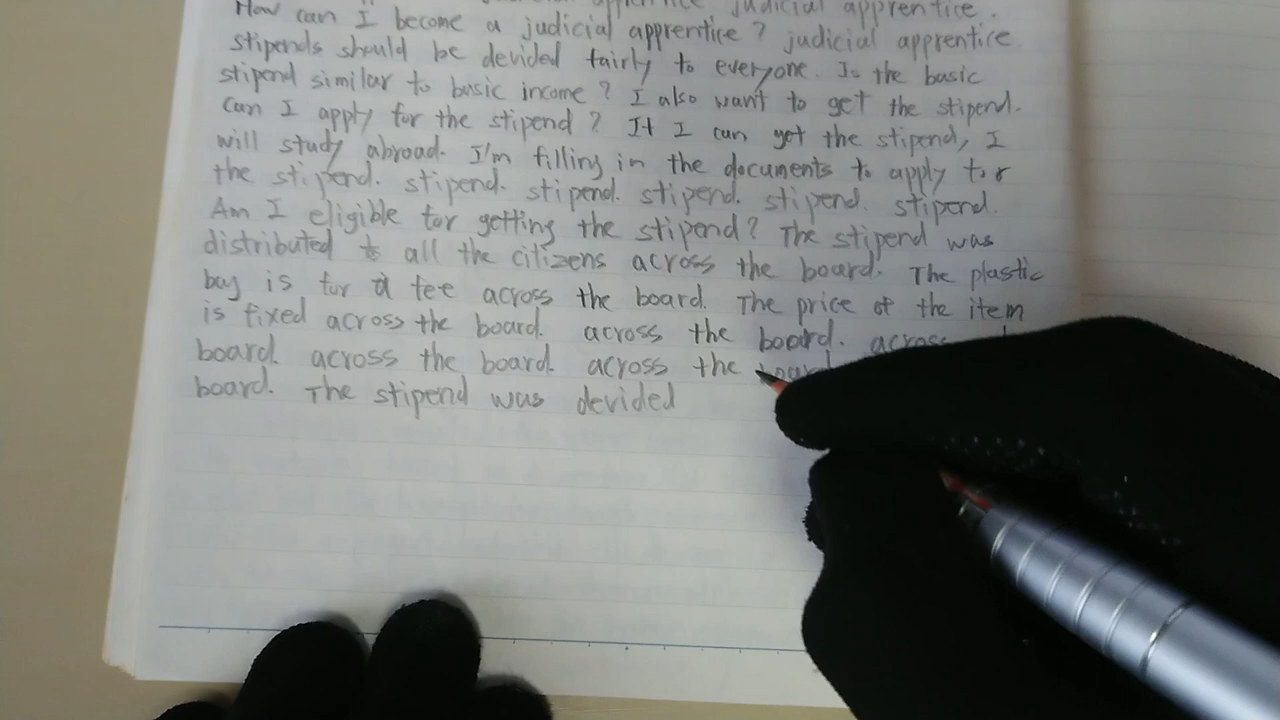 judicial apprentice.
How can I become a judicial apprentice? judicial apprentice
stipends should be devided fairly to everyone. Is the basic
stipend similar to basic income? I also want to get the stipend.
Can I apply for the stipend? If I can get the stipend, I
will study abroad. I'm filling in the documents to apply for
the stipend. stipend. stipend. stipend. stipend. stipend.
Am I eligible for getting the stipend? The stipend was
distributed to all the citizens across the board. The plastic
bag is for a fee across the board. The price of the item
is fixed across the board. across the board. across
board. across the board. across the
board. The stipend was devided